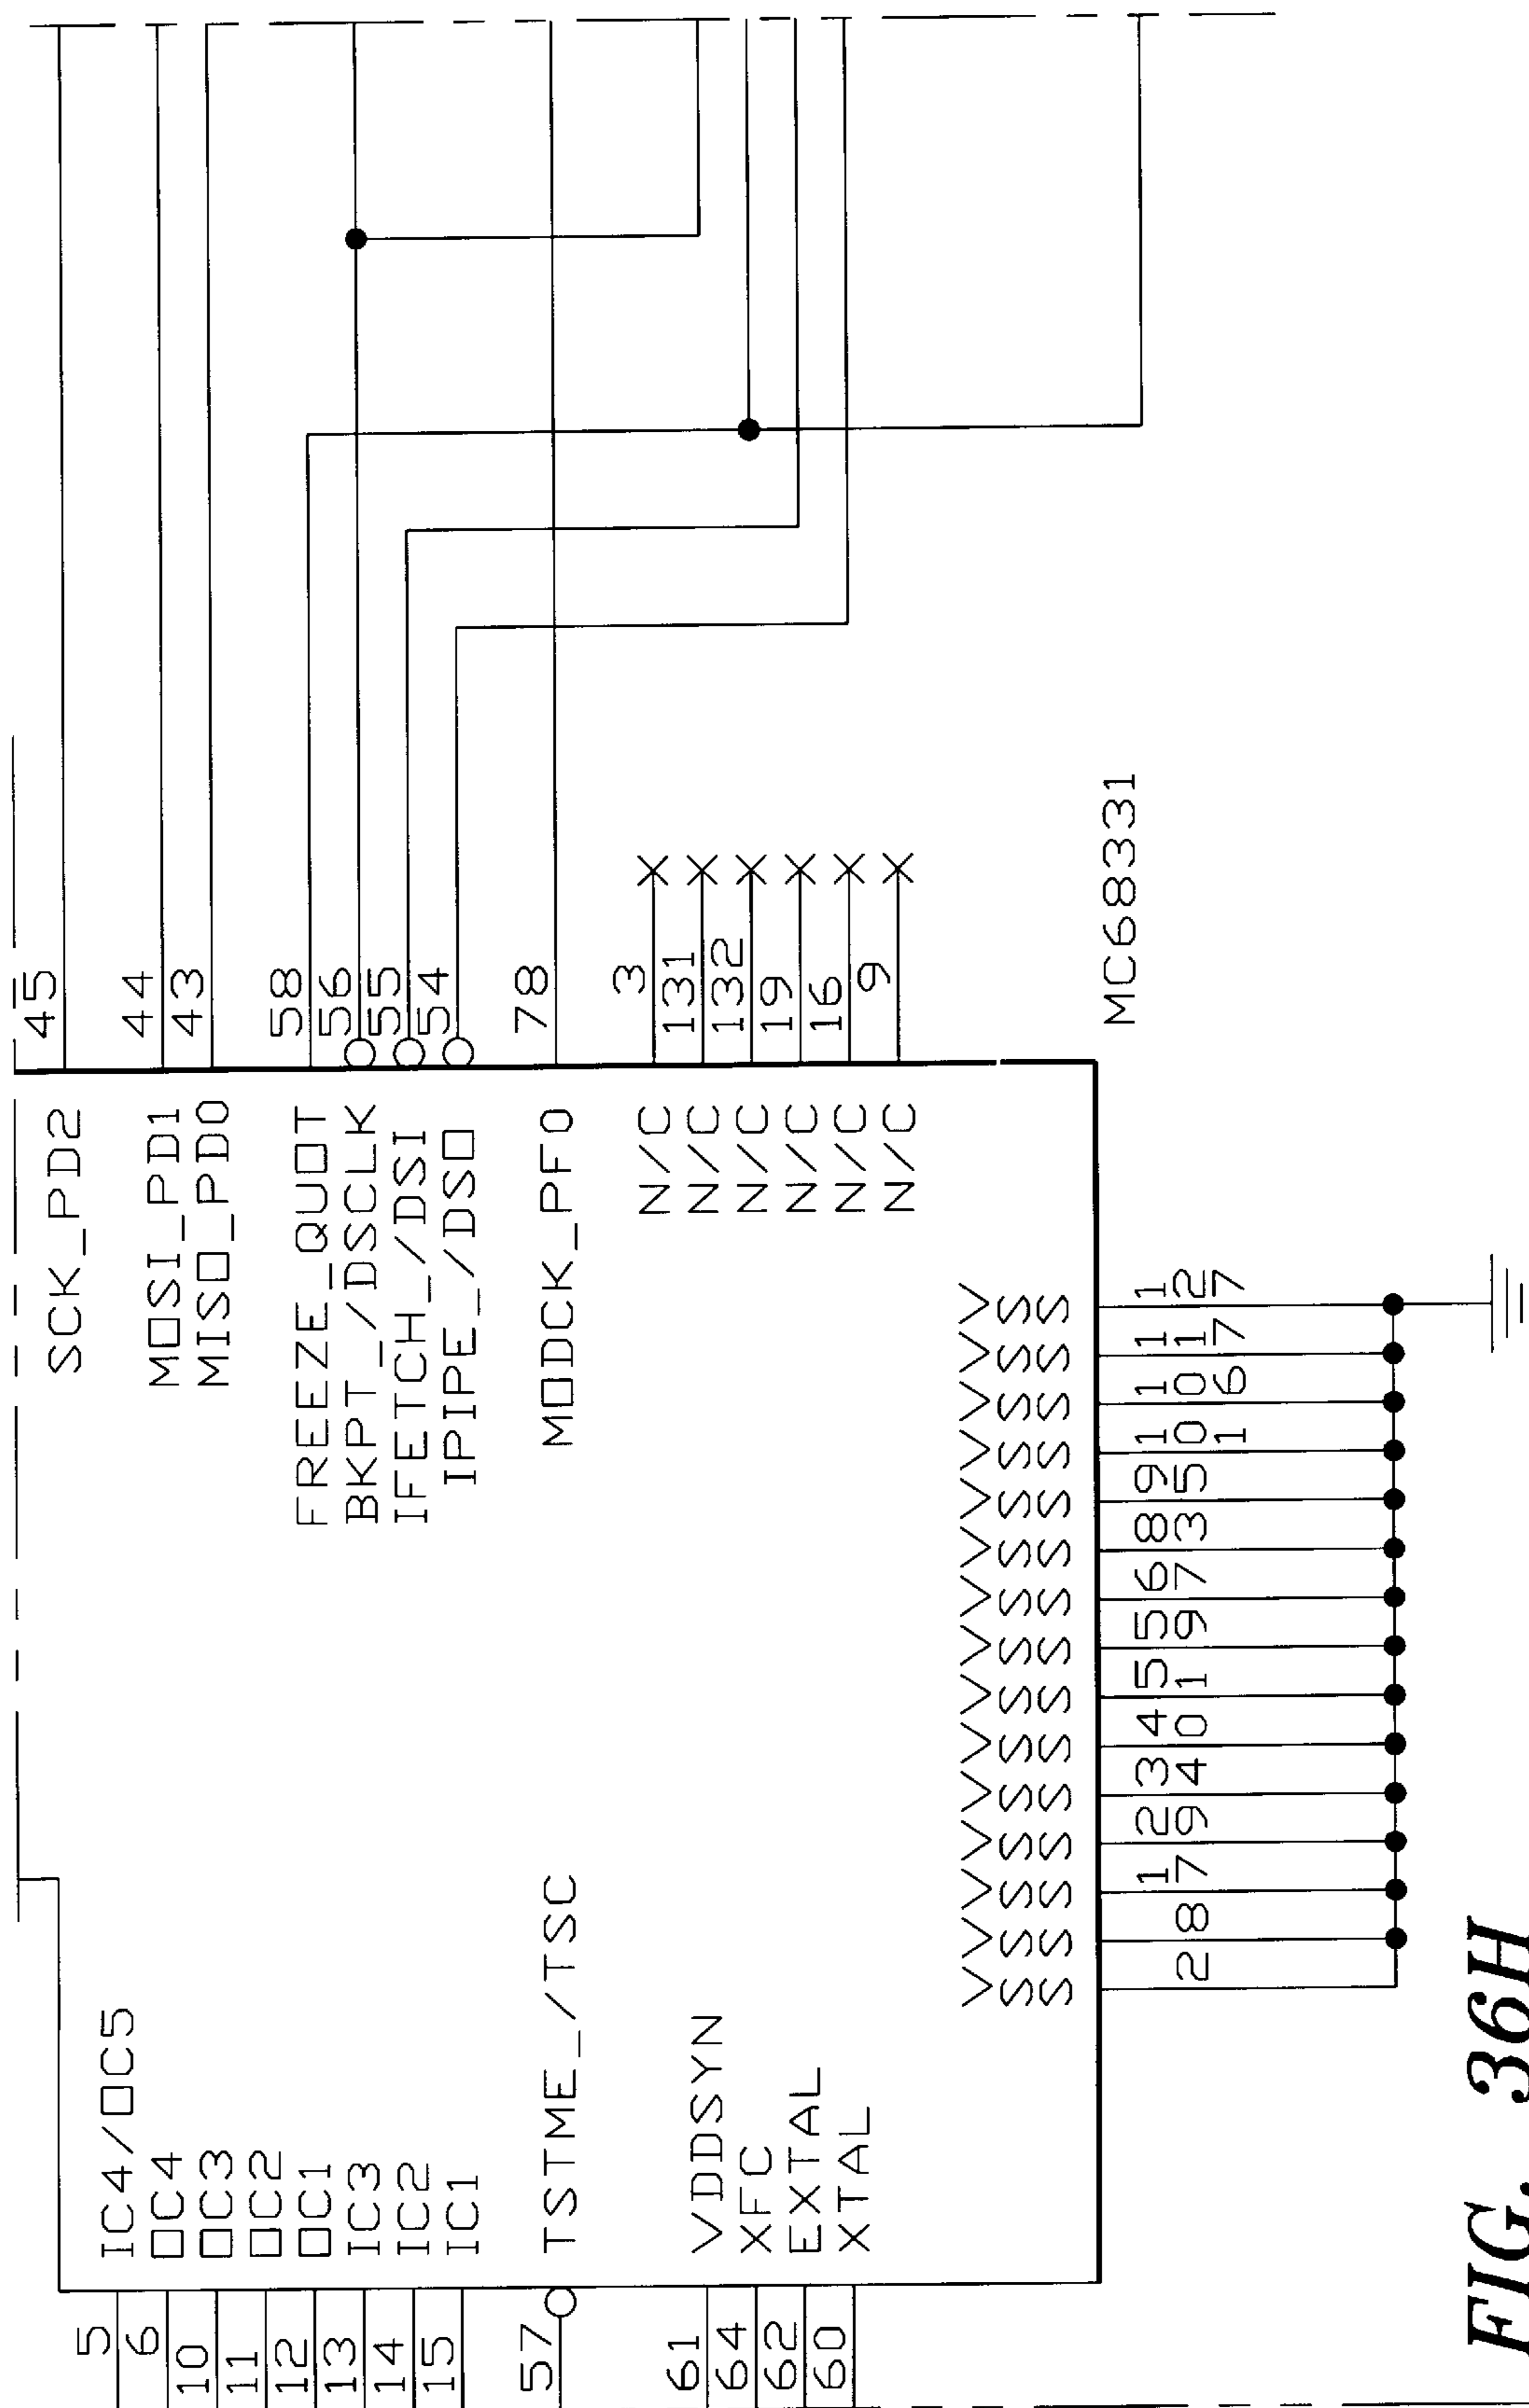 5 IC4/OC5
6 OC4
10 OC3
11 OC2
12 OC1
13 IC3
14 IC2
15 IC1
57 TSTME_/TSC
61 VDDSYN
64 XFC
62 EXTAL
60 XTAL
SCK_PD2 45
MOSI_PD1 44
MISO_PD0 43
FREEZE_QUOT 58
BKPT_/DSCLK 56
IFETCH_/DSI 55
IPIPE_/DSO 54
MODCK_PF0 78
N/C 3
N/C 131
N/C 132
N/C 19
N/C 16
N/C 9
VSS 2
VSS 8
VSS 17
VSS 29
VSS 34
VSS 40
VSS 51
VSS 59
VSS 67
VSS 83
VSS 95
VSS 101
VSS 106
VSS 117
VSS 127
MC68331
FIG. 36H